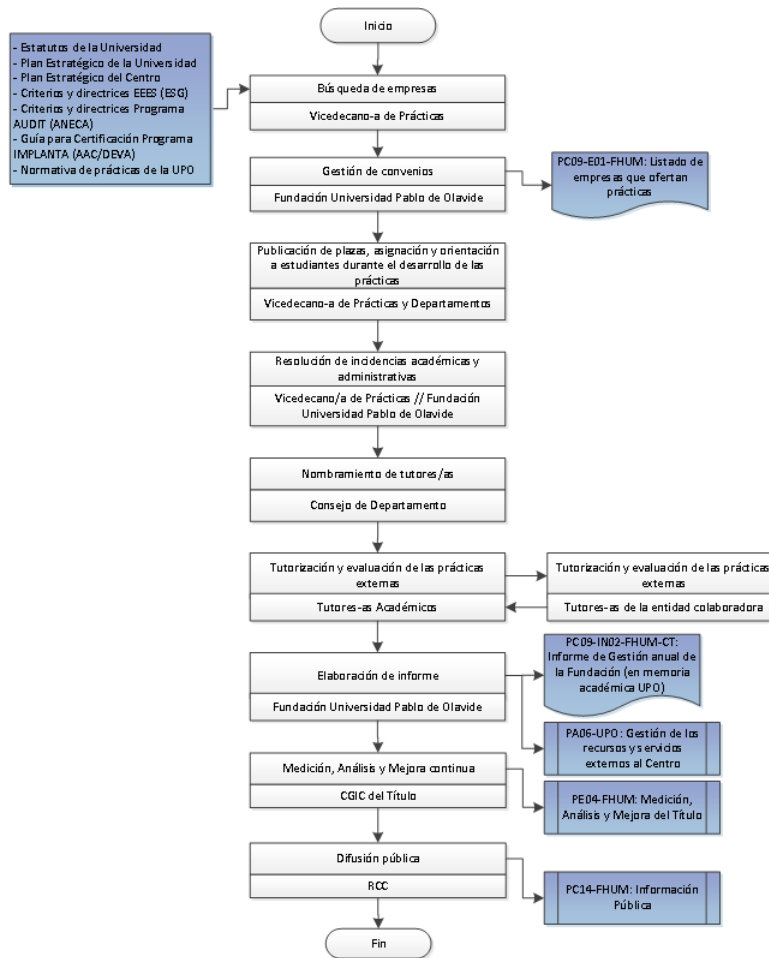 Inicio
- Estatutos de la Universidad
- Plan Estratégico de la Universidad
- Plan Estratégico del Centro
- Criterios y directrices EEES (ESG)
- Criterios y directrices Programa
AUDIT (ANECA)
- Guía para Certificación Programa
IMPLANTA (AAC/DEVA)
- Normativa de prácticas de la UPO
Búsqueda de empresas
Vicedecano-a de Prácticas
Gestión de convenios
Fundación Universidad Pablo de Olavide
PC09-E01-FHUM: Listado de
empresas que ofertan
prácticas
Publicación de plazas, asignación y orientación
a estudiantes durante el desarrollo de las
prácticas
Vicedecano-a de Prácticas y Departamentos
Resolución de incidencias académicas y
administrativas
Vicedecano/a de Prácticas // Fundación
Universidad Pablo de Olavide
Nombramiento de tutores/as
Consejo de Departamento
Tutorización y evaluación de las prácticas
externas
Tutores-as Académicos
Tutorización y evaluación de las prácticas
externas
Tutores-as de la entidad colaboradora
Elaboración de informe
Fundación Universidad Pablo de Olavide
PC09-IN02-FHUM-CT:
Informe de Gestión anual de
la Fundación (en memoria
académica UPO)
PA06-UPO: Gestión de los
recursos y servicios
externos al Centro
Medición, Análisis y Mejora continua
CGIC del Título
PE04-FHUM: Medición,
Análisis y Mejora del Título
Difusión pública
RCC
PC14-FHUM: Información
Pública
Fin